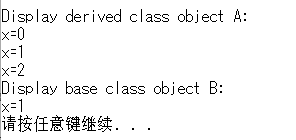 Display derived class object A:
x=0
x=1
x=2
Display base class object B:
x=1
请按任意键继续. . .